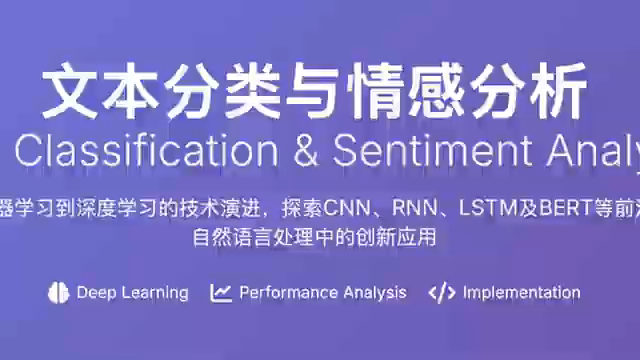 文本分类与情感分析
Classification & Sentiment Analy
器学习到深度学习的技术演进，探索CNN、RNN、LSTM及BERT等前
自然语言处理中的创新应用
Deep Learning Performance Analysis Implementation